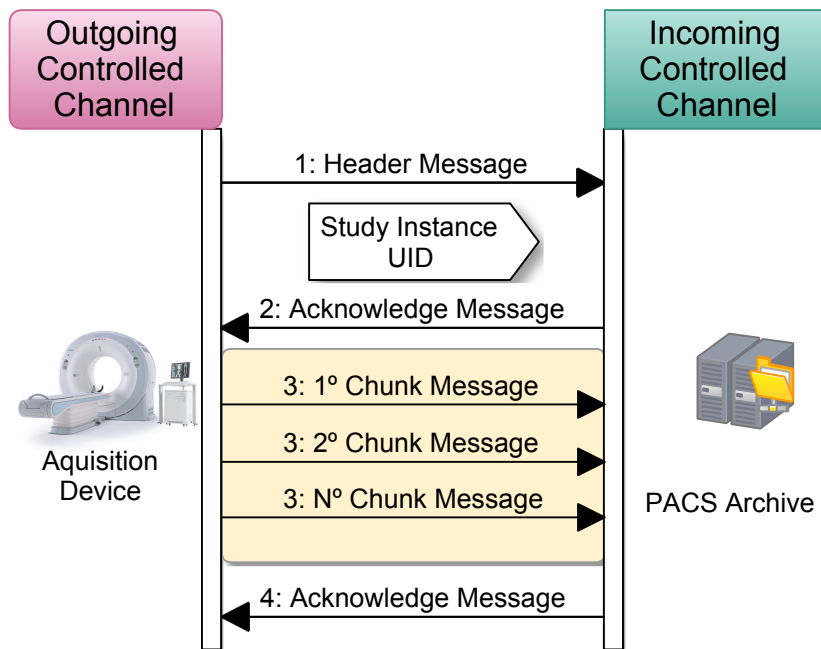 Outgoing
Controlled
Channel
Incoming
Controlled
Channel
1: Header Message
Study Instance
UID
2: Acknowledge Message
3: 1º Chunk Message
3: 2º Chunk Message
3: Nº Chunk Message
Aquisition
Device
PACS Archive
4: Acknowledge Message